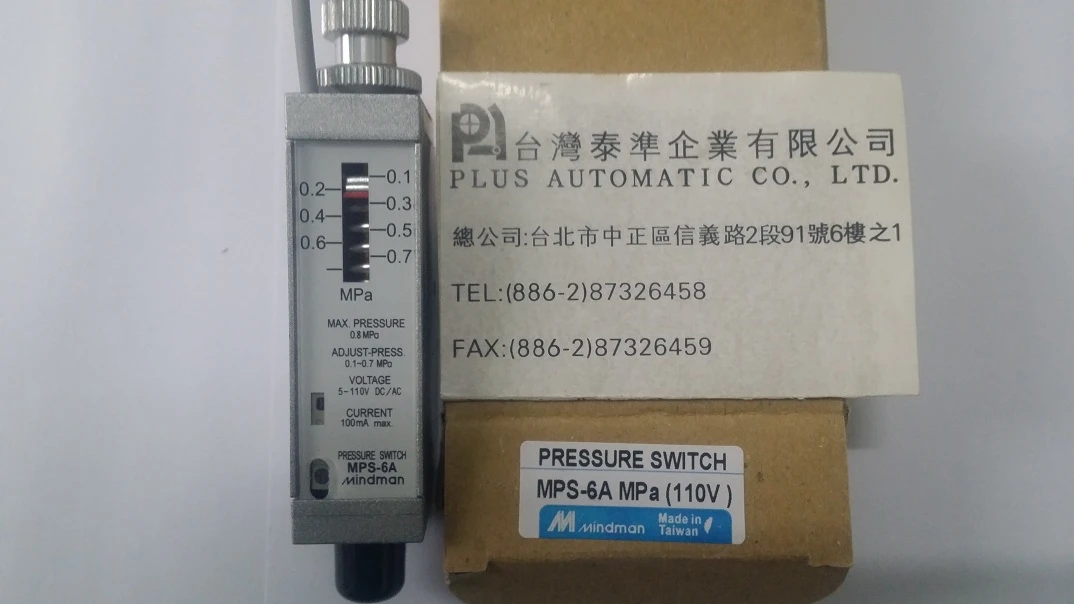 0.1
0.2
0.3
0.4
0.5
0.6
0.7
MPa
MAX. PRESSURE
0.8 MPa
ADJUST-PRESS.
0.1-0.7 MPa
VOLTAGE
5-110V DC/AC
CURRENT
100mA max.
PRESSURE SWITCH
MPS-6A
Mindman
台灣泰準企業有限公司
PLUS AUTOMATIC CO., LTD.
總公司:台北市中正區信義路2段91號6樓之1
TEL:(886-2)87326458
FAX:(886-2)87326459
PRESSURE SWITCH
MPS-6A MPa (110V )
Mindman Made in
Taiwan